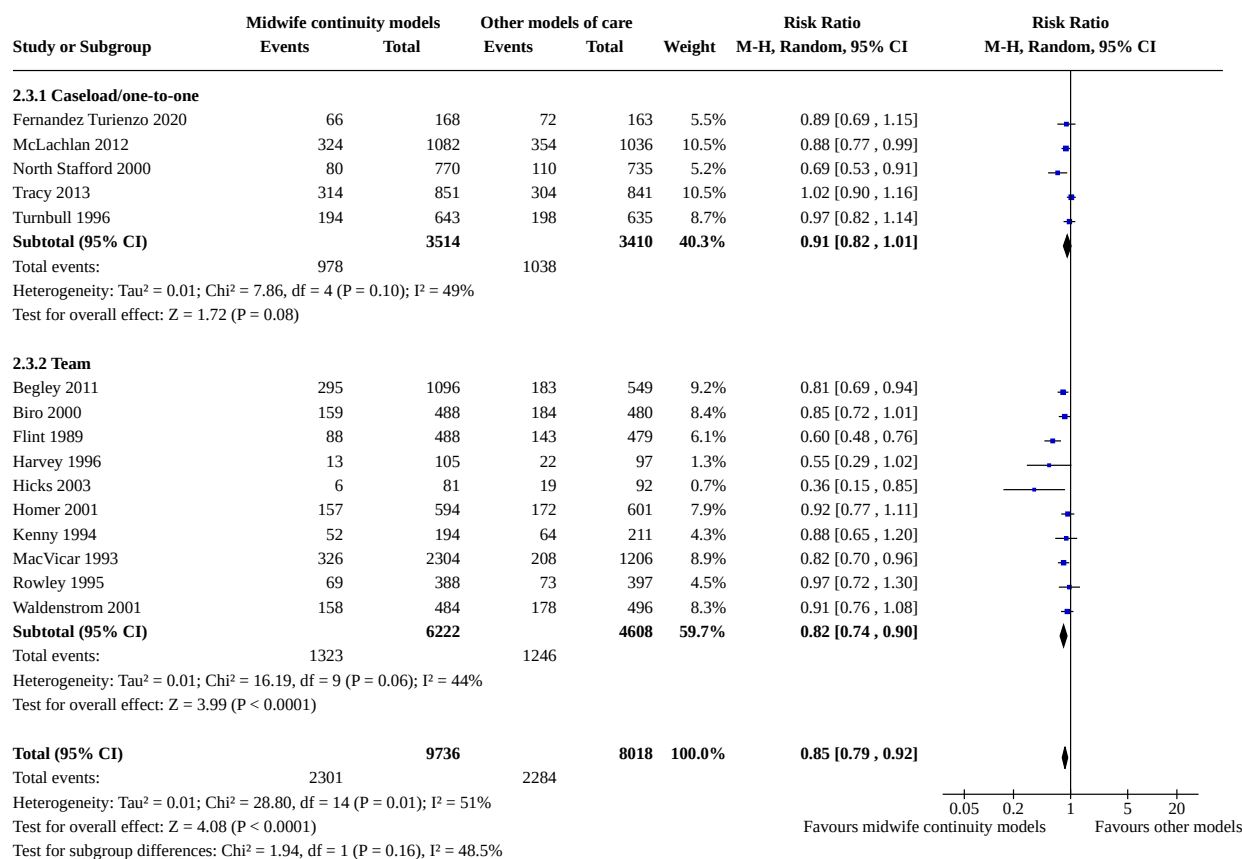 Midwife continuity models Other models of care Risk Ratio Risk Ratio
Study or Subgroup Events Total Events Total Weight M-H, Random, 95% CI M-H, Random, 95% CI
2.3.1 Caseload/one-to-one
Fernandez Turienzo 2020 66 168 72 163 5.5% 0.89 [0.69 , 1.15]
McLachlan 2012 324 1082 354 1036 10.5% 0.88 [0.77 , 0.99]
North Stafford 2000 80 770 110 735 5.2% 0.69 [0.53 , 0.91]
Tracy 2013 314 851 304 841 10.5% 1.02 [0.90 , 1.16]
Turnbull 1996 194 643 198 635 8.7% 0.97 [0.82 , 1.14]
Subtotal (95% CI) 3514 3410 40.3% 0.91 [0.82 , 1.01]
Total events: 978 1038
Heterogeneity: Tau² = 0.01; Chi² = 7.86, df = 4 (P = 0.10); I² = 49%
Test for overall effect: Z = 1.72 (P = 0.08)
2.3.2 Team
Begley 2011 295 1096 183 549 9.2% 0.81 [0.69 , 0.94]
Biro 2000 159 488 184 480 8.4% 0.85 [0.72 , 1.01]
Flint 1989 88 488 143 479 6.1% 0.60 [0.48 , 0.76]
Harvey 1996 13 105 22 97 1.3% 0.55 [0.29 , 1.02]
Hicks 2003 6 81 19 92 0.7% 0.36 [0.15 , 0.85]
Homer 2001 157 594 172 601 7.9% 0.92 [0.77 , 1.11]
Kenny 1994 52 194 64 211 4.3% 0.88 [0.65 , 1.20]
MacVicar 1993 326 2304 208 1206 8.9% 0.82 [0.70 , 0.96]
Rowley 1995 69 388 73 397 4.5% 0.97 [0.72 , 1.30]
Waldenstrom 2001 158 484 178 496 8.3% 0.91 [0.76 , 1.08]
Subtotal (95% CI) 6222 4608 59.7% 0.82 [0.74 , 0.90]
Total events: 1323 1246
Heterogeneity: Tau² = 0.01; Chi² = 16.19, df = 9 (P = 0.06); I² = 44%
Test for overall effect: Z = 3.99 (P < 0.0001)
Total (95% CI) 9736 8018 100.0% 0.85 [0.79 , 0.92]
Total events: 2301 2284
Heterogeneity: Tau² = 0.01; Chi² = 28.80, df = 14 (P = 0.01); I² = 51%
0.05 0.2 1 5 20
Test for overall effect: Z = 4.08 (P < 0.0001) Favours midwife continuity models Favours other models
Test for subgroup differences: Chi² = 1.94, df = 1 (P = 0.16), I² = 48.5%